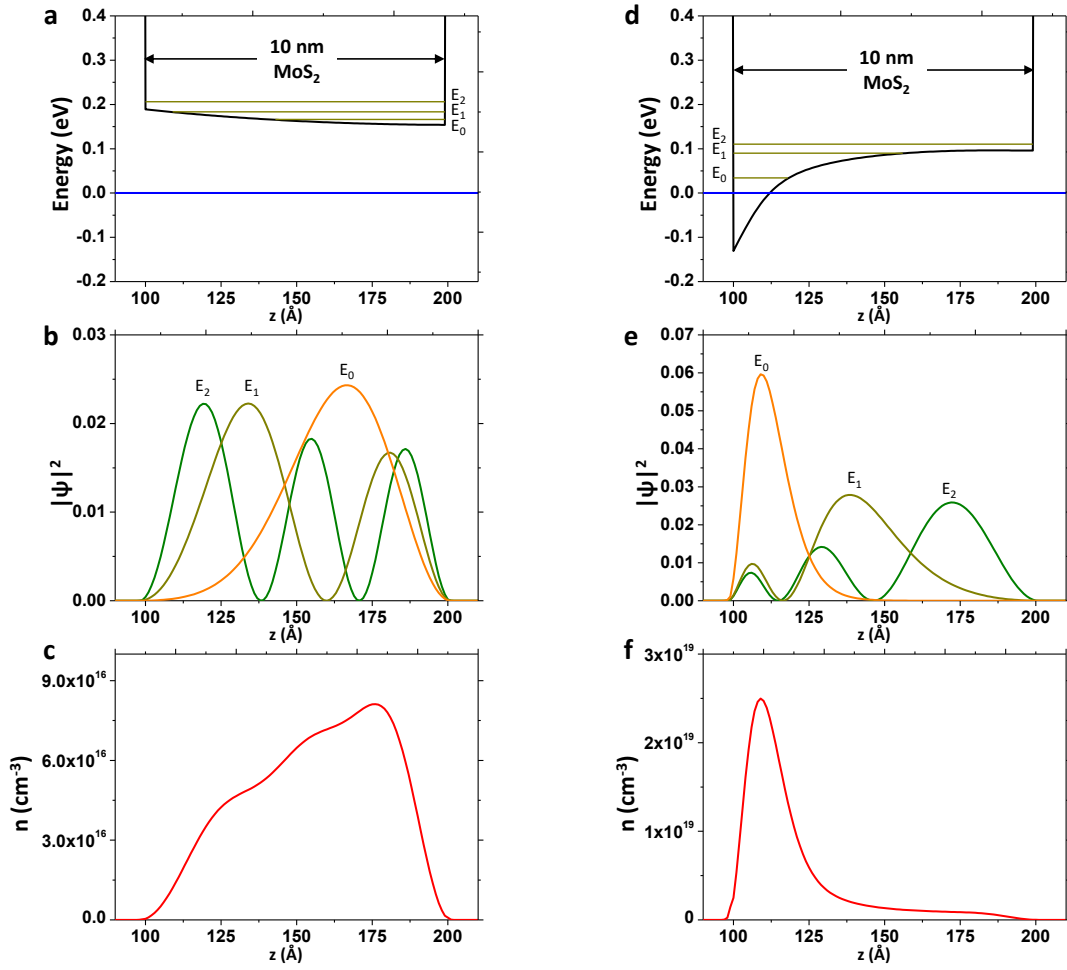 a
0.4
0.3
0.2
0.1
0.0
-0.1
-0.2
Energy (eV)
10 nm
MoS₂
E₂
E₁
E₀
100 125 150 175 200
z (Å)
b
0.03
0.02
0.01
0.00
|ψ|²
E₂ E₁ E₀
100 125 150 175 200
z (Å)
c
9.0x10¹⁶
6.0x10¹⁶
3.0x10¹⁶
0.0
n (cm⁻³)
100 125 150 175 200
z (Å)
d
0.4
0.3
0.2
0.1
0.0
-0.1
-0.2
Energy (eV)
10 nm
MoS₂
E₂
E₁
E₀
100 125 150 175 200
z (Å)
e
0.07
0.06
0.05
0.04
0.03
0.02
0.01
0.00
|ψ|²
E₀
E₁ E₂
100 125 150 175 200
z (Å)
f
3x10¹⁹
2x10¹⁹
1x10¹⁹
0
n (cm⁻³)
100 125 150 175 200
z (Å)